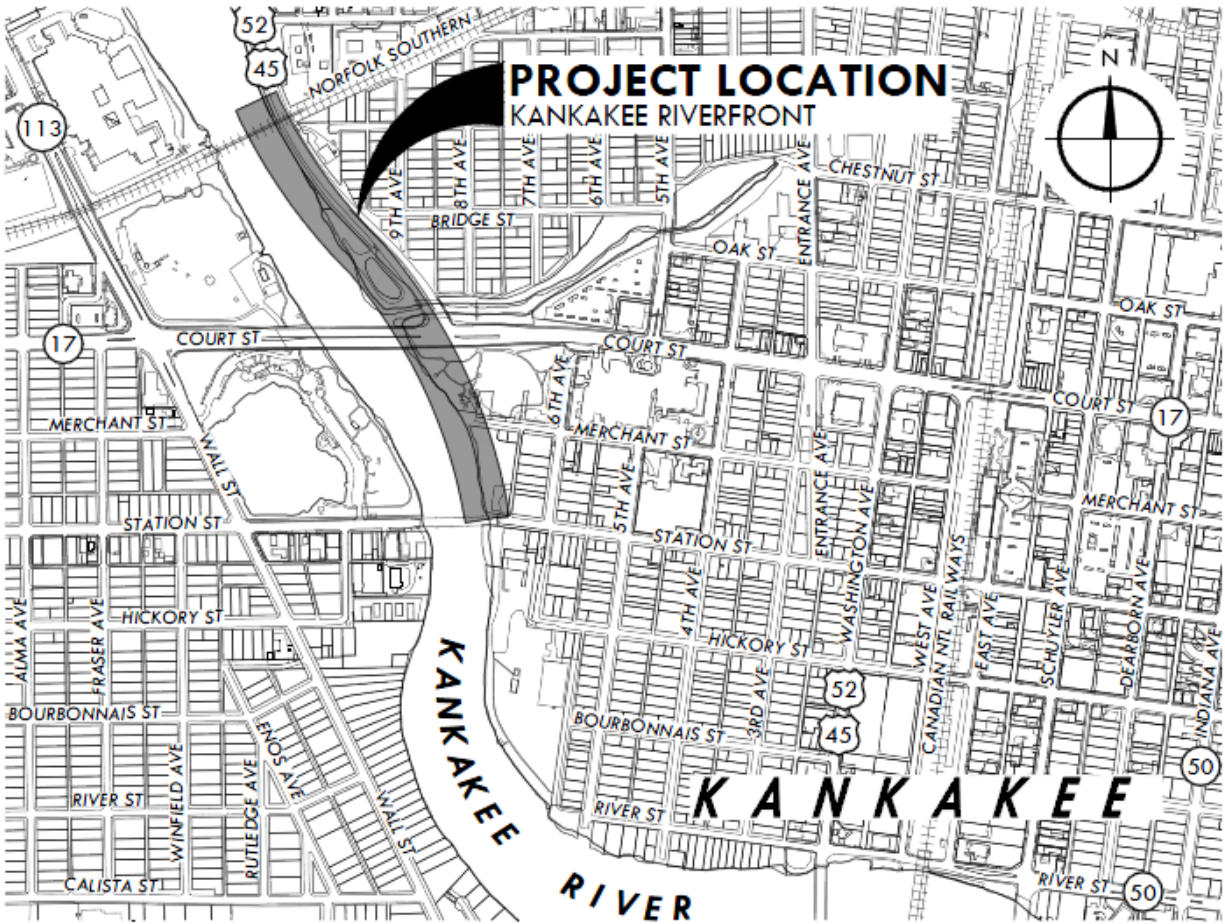 52
45
NORFOLK SOUTHERN
PROJECT LOCATION
KANKAKEE RIVERFRONT
N
113
9TH AVE
8TH AVE
7TH AVE
6TH AVE
5TH AVE
ENTRANCE AVE
CHESTNUT ST
BRIDGE ST
OAK ST
OAK ST
17
COURT ST
COURT ST
COURT ST
17
6TH AVE
MERCHANT ST
MERCHANT ST
MERCHANT ST
WALL ST
5TH AVE
ENTRANCE AVE
WASHINGTON AVE
STATION ST
STATION ST
CANADIAN NTL RAILWAYS
WEST AVE
EAST AVE
SCHUYLER AVE
DEARBORN AVE
INDIANA AVE
ALMA AVE
FRASER AVE
HICKORY ST
4TH AVE
HICKORY ST
3RD AVE
52
45
BOURBONNAIS ST
BOURBONNAIS ST
ENOS AVE
WINFIELD AVE
RUTLEDGE AVE
WALL ST
50
RIVER ST
RIVER ST
KANKAKEE
KANKAKEE
RIVER
CALISTA ST
RIVER ST
50